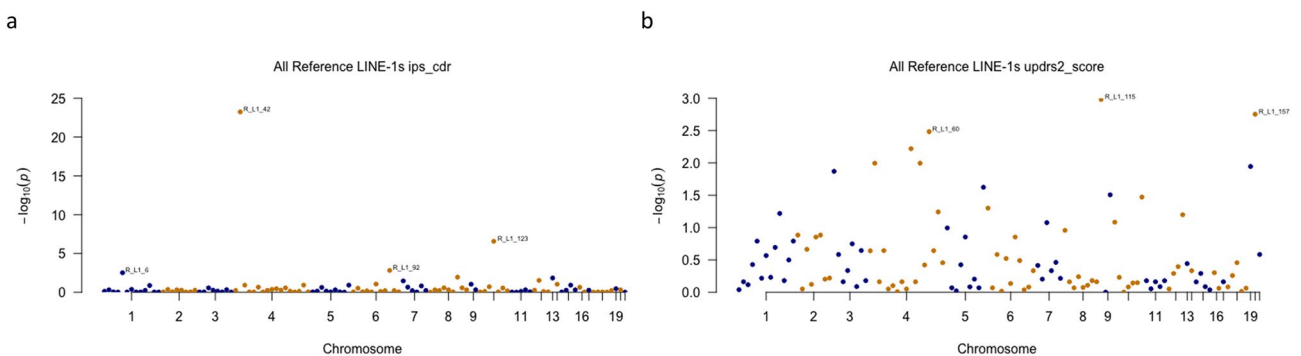 a
All Reference LINE-1s ips_cdr
25
20
15
10
5
0
−log10(p)
R_L1_42
R_L1_123
R_L1_92
R_L1_6
1 2 3 4 5 6 7 8 9 11 13 16 19
Chromosome
b
All Reference LINE-1s updrs2_score
3.0
2.5
2.0
1.5
1.0
0.5
0.0
−log10(p)
R_L1_115
R_L1_157
R_L1_60
1 2 3 4 5 6 7 8 9 11 13 16 19
Chromosome